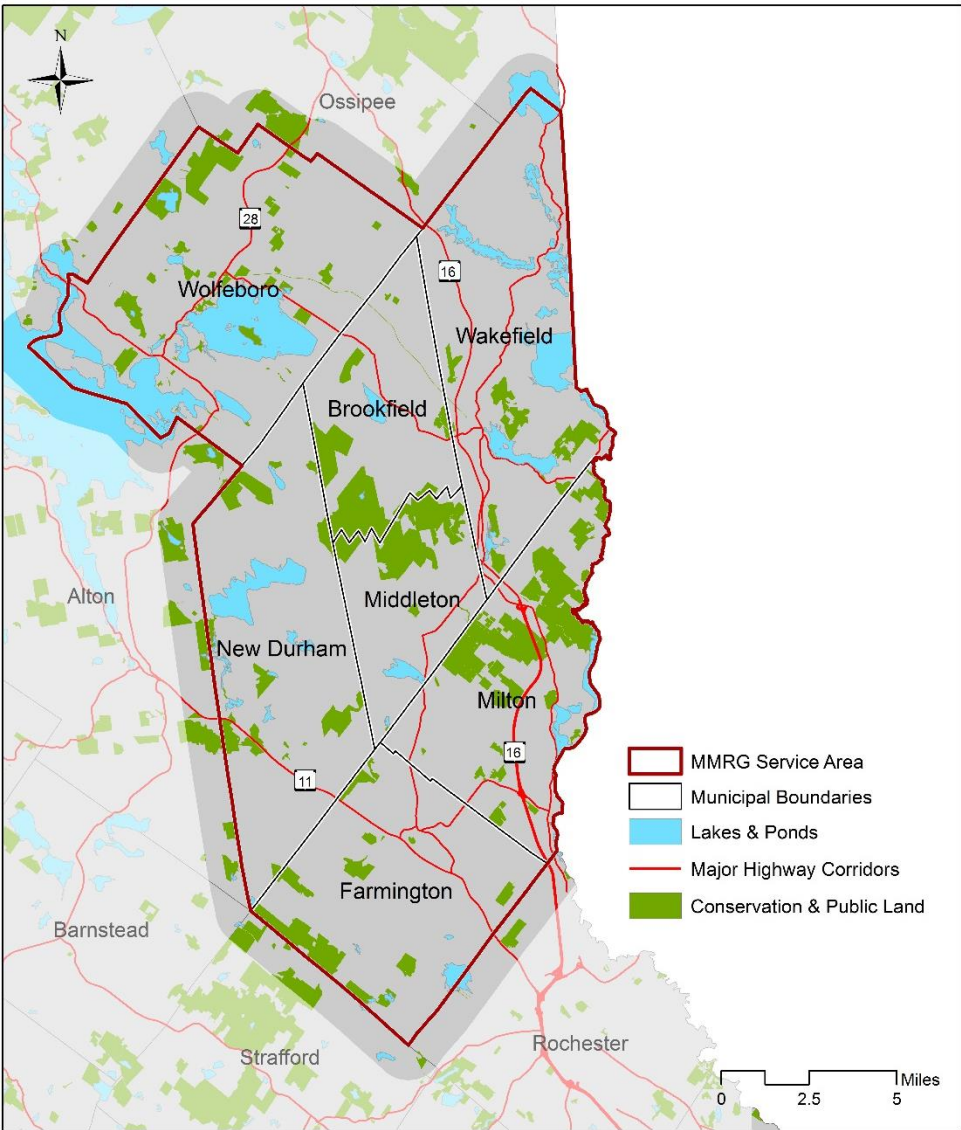 N
Ossipee
28
16
Wolfeboro
Wakefield
Brookfield
Alton
Middleton
New Durham
Milton
16
11
MMRG Service Area
Municipal Boundaries
Lakes & Ponds
Major Highway Corridors
Conservation & Public Land
Farmington
Barnstead
Strafford
Rochester
Miles
0 2.5 5